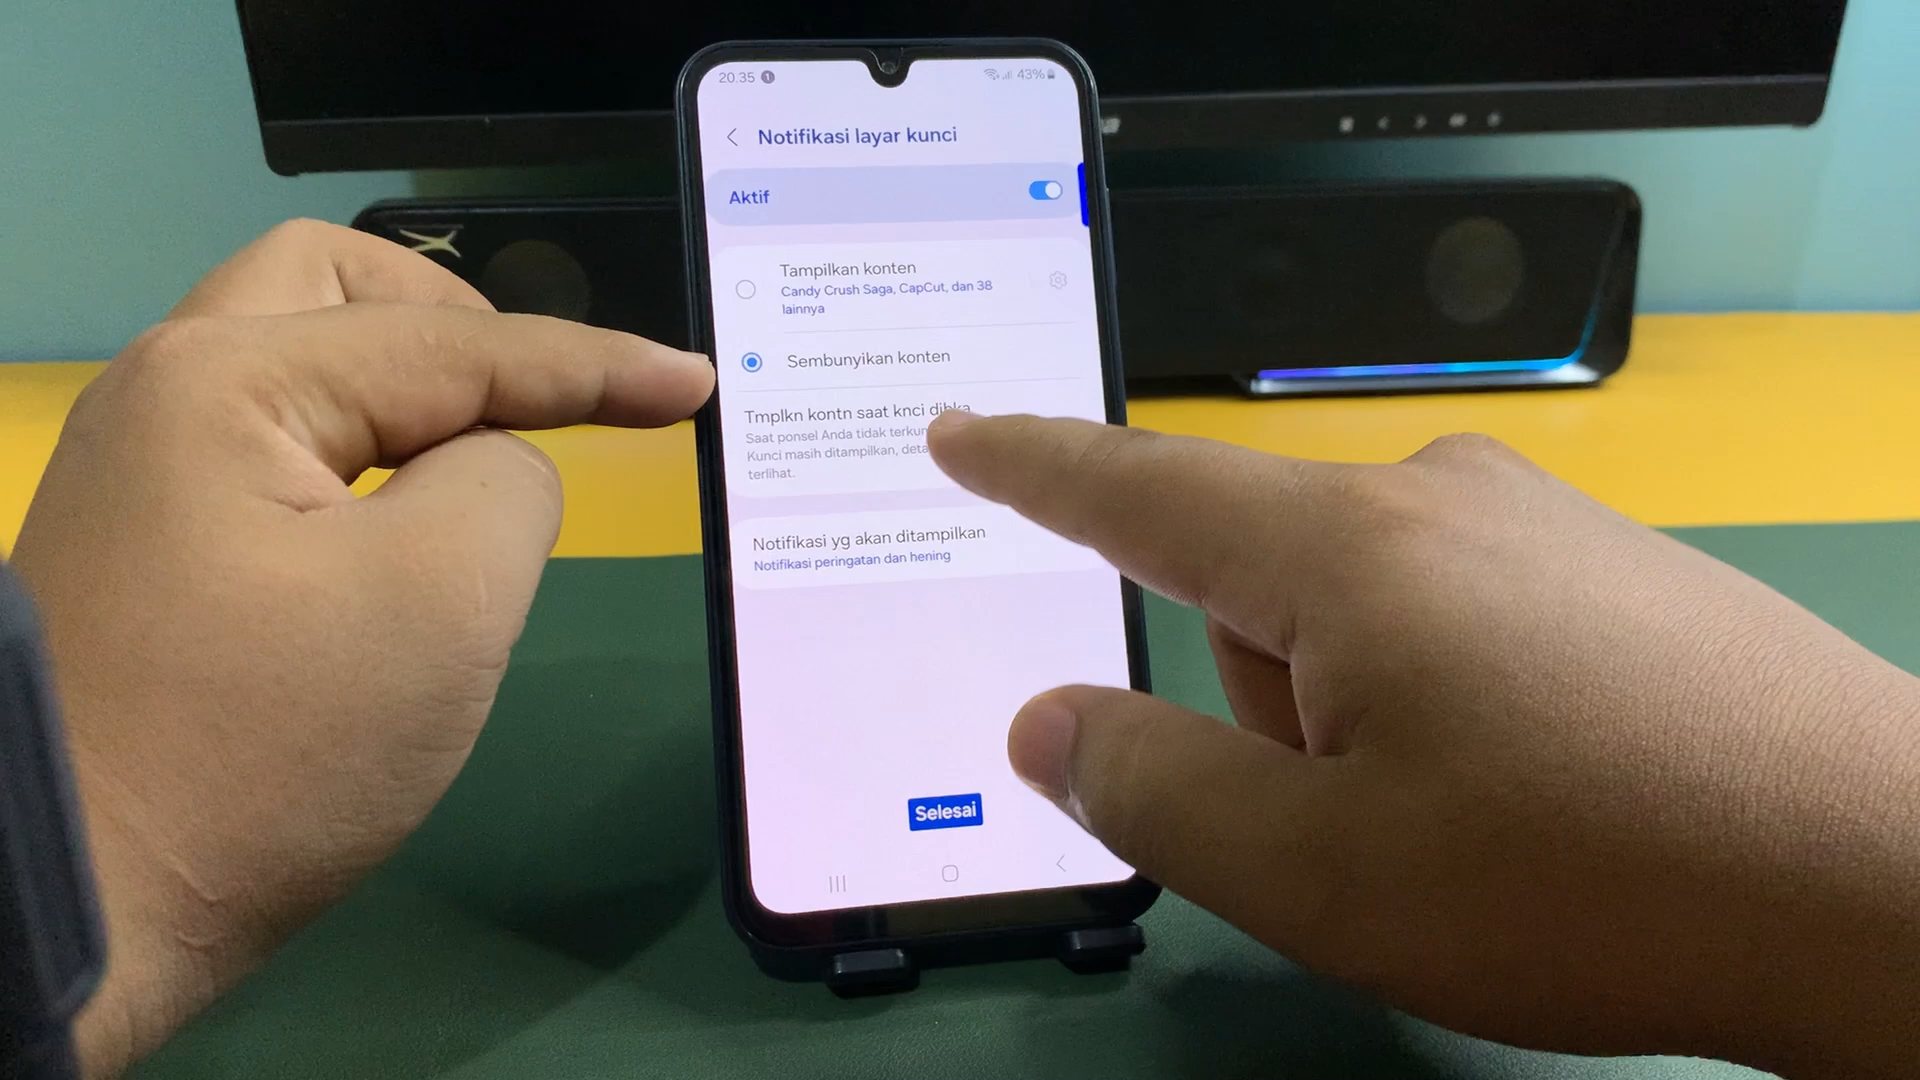 20.35 1
43%
Notifikasi layar kunci
Aktif
Tampilkan konten
Candy Crush Saga, CapCut, dan 38
lainnya
Sembunyikan konten
Tmplkn kontn saat knci dibka
Saat ponsel Anda tidak
Kunci masih ditampilkan,
terlihat.
Notifikasi yg akan ditampilkan
Notifikasi peringatan dan hening
Selesai